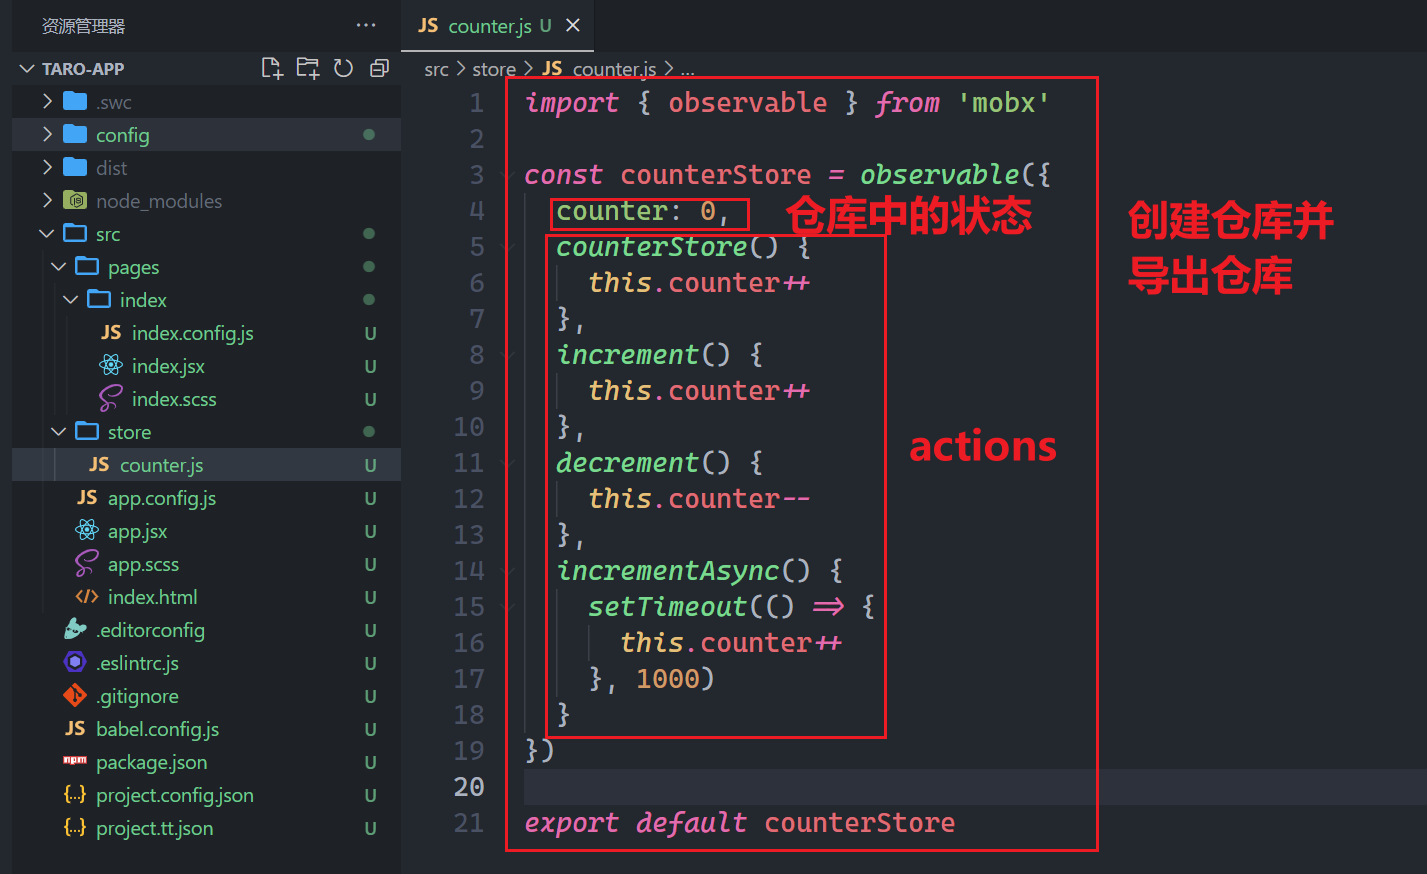 资源管理器 ···
TARO-APP
.swc
config
dist
node_modules
src
pages
index
JS index.config.js U
index.jsx U
index.scss U
store
JS counter.js U
JS app.config.js U
app.jsx U
app.scss U
</> index.html U
.editorconfig U
.eslintrc.js U
.gitignore U
JS babel.config.js U
npm package.json U
{..} project.config.json U
{..} project.tt.json U
JS counter.js U ×
src > store > JS counter.js > ...
1 import { observable } from 'mobx'
2
3 const counterStore = observable({
4 counter: 0,
5 counterStore() {
6 this.counter++
7 },
8 increment() {
9 this.counter++
10 },
11 decrement() {
12 this.counter--
13 },
14 incrementAsync() {
15 setTimeout(() => {
16 this.counter++
17 }, 1000)
18 }
19 })
20
21 export default counterStore
仓库中的状态
actions
创建仓库并
导出仓库